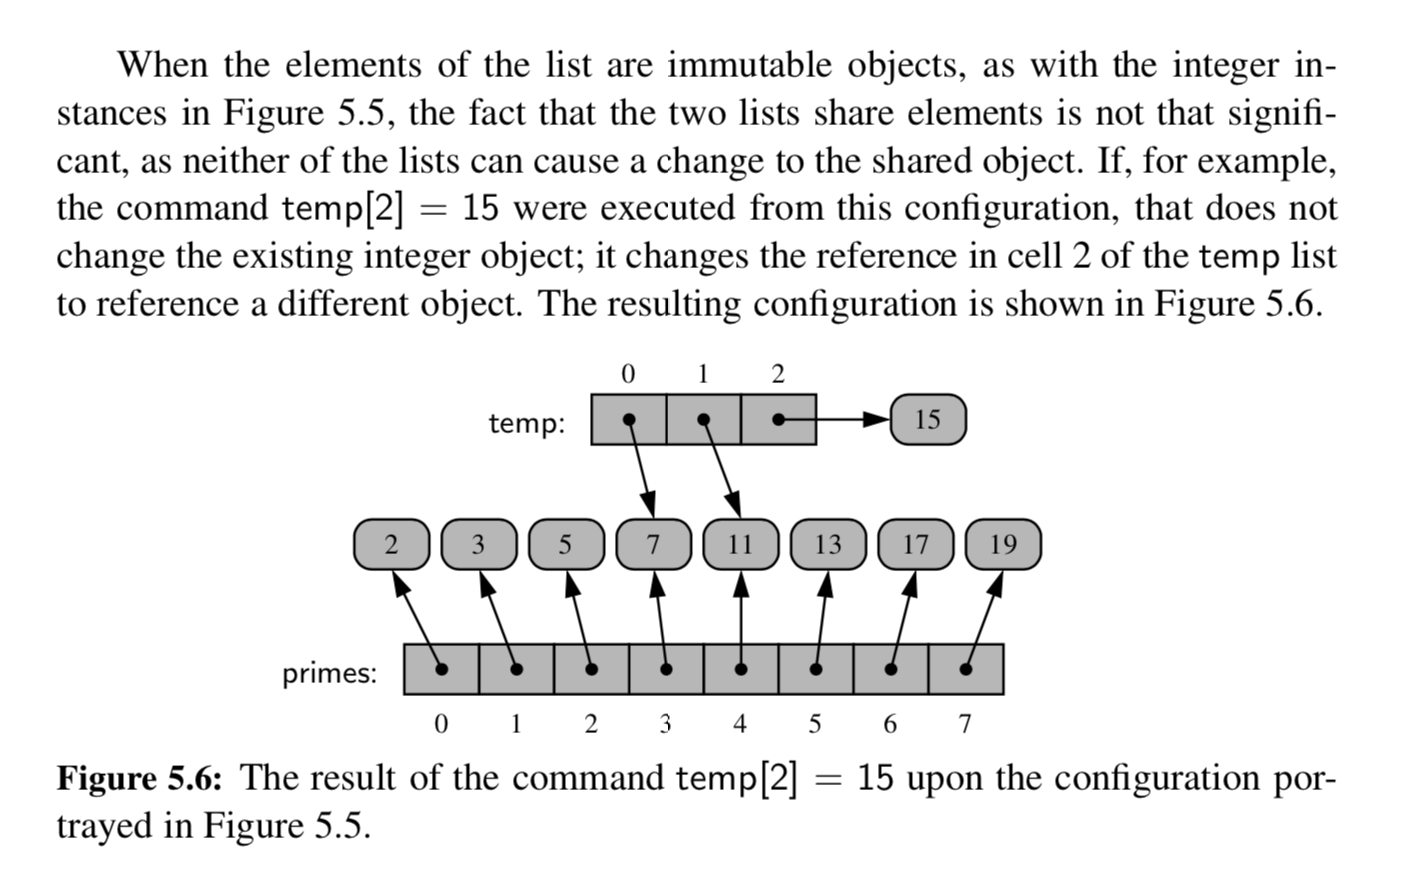 When the elements of the list are immutable objects, as with the integer in-
stances in Figure 5.5, the fact that the two lists share elements is not that signifi-
cant, as neither of the lists can cause a change to the shared object. If, for example,
the command temp[2] = 15 were executed from this configuration, that does not
change the existing integer object; it changes the reference in cell 2 of the temp list
to reference a different object. The resulting configuration is shown in Figure 5.6.
0 1 2
temp: 15
2 3 5 7 11 13 17 19
primes:
0 1 2 3 4 5 6 7
Figure 5.6: The result of the command temp[2] = 15 upon the configuration por-
trayed in Figure 5.5.